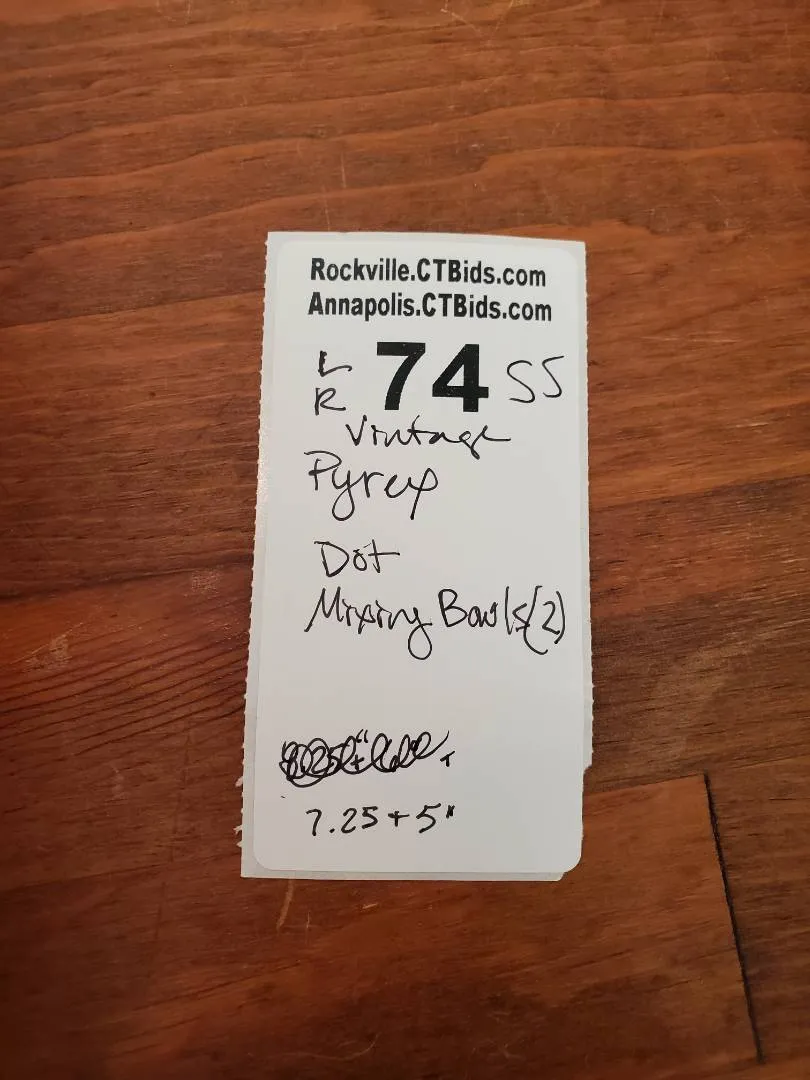 Rockville.CTBids.com
Annapolis.CTBids.com
L
R 74 SS
Vintage
Pyrex
Dot
Mixing Bowls (2)
7.25 + 5"